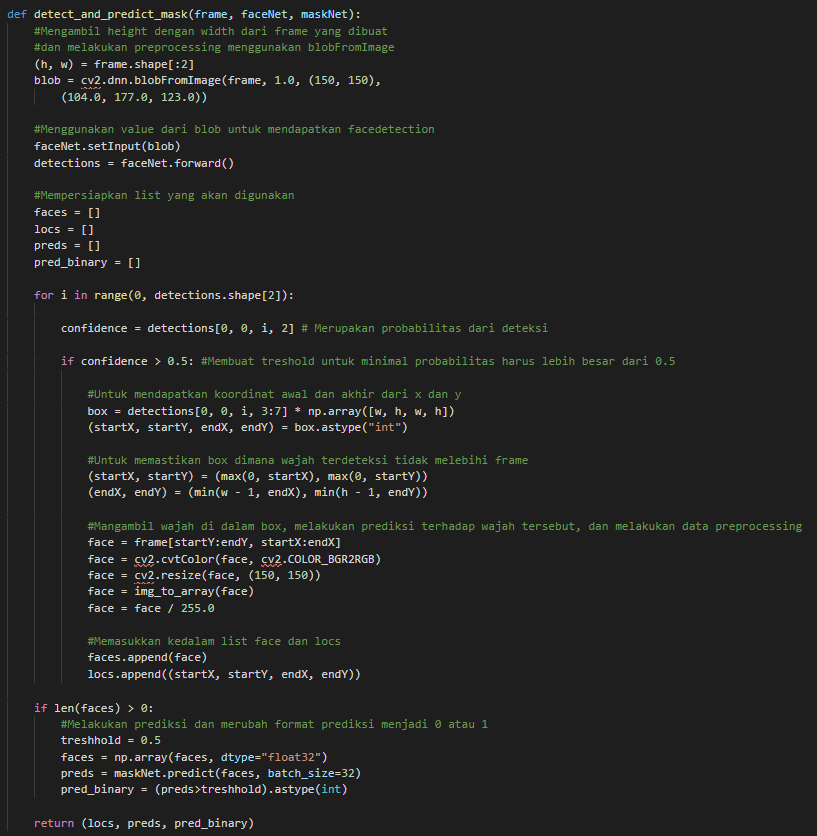 def detect_and_predict_mask(frame, faceNet, maskNet):
#Mengambil height dengan width dari frame yang dibuat
#dan melakukan preprocessing menggunakan blobFromImage
(h, w) = frame.shape[:2]
blob = cv2.dnn.blobFromImage(frame, 1.0, (150, 150),
(104.0, 177.0, 123.0))
#Menggunakan value dari blob untuk mendapatkan facedetection
faceNet.setInput(blob)
detections = faceNet.forward()
#Mempersiapkan list yang akan digunakan
faces = []
locs = []
preds = []
pred_binary = []
for i in range(0, detections.shape[2]):
confidence = detections[0, 0, i, 2] # Merupakan probabilitas dari deteksi
if confidence > 0.5: #Membuat treshold untuk minimal probabilitas harus lebih besar dari 0.5
#Untuk mendapatkan koordinat awal dan akhir dari x dan y
box = detections[0, 0, i, 3:7] * np.array([w, h, w, h])
(startX, startY, endX, endY) = box.astype("int")
#Untuk memastikan box dimana wajah terdeteksi tidak melebihi frame
(startX, startY) = (max(0, startX), max(0, startY))
(endX, endY) = (min(w - 1, endX), min(h - 1, endY))
#Mangambil wajah di dalam box, melakukan prediksi terhadap wajah tersebut, dan melakukan data preprocessing
face = frame[startY:endY, startX:endX]
face = cv2.cvtColor(face, cv2.COLOR_BGR2RGB)
face = cv2.resize(face, (150, 150))
face = img_to_array(face)
face = face / 255.0
#Memasukkan kedalam list face dan locs
faces.append(face)
locs.append((startX, startY, endX, endY))
if len(faces) > 0:
#Melakukan prediksi dan merubah format prediksi menjadi 0 atau 1
treshhold = 0.5
faces = np.array(faces, dtype="float32")
preds = maskNet.predict(faces, batch_size=32)
pred_binary = (preds>treshhold).astype(int)
return (locs, preds, pred_binary)